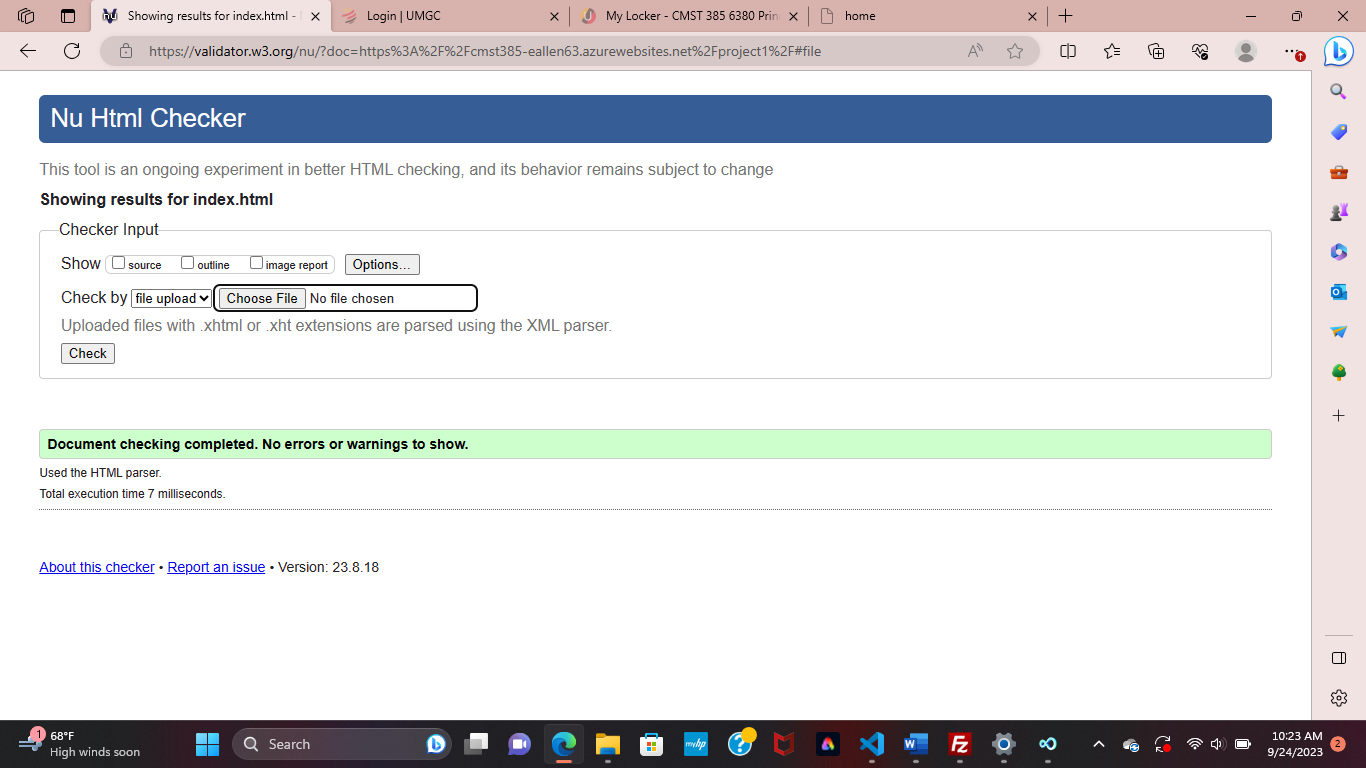 Showing results for index.html -
Login | UMGC
My Locker - CMST 385 6380 Prin
home
https://validator.w3.org/nu/?doc=https%3A%2F%2Fcmst385-eallen63.azurewebsites.net%2Fproject1%2F#file
Nu Html Checker
This tool is an ongoing experiment in better HTML checking, and its behavior remains subject to change
Showing results for index.html
Checker Input
Show source outline image report Options...
Check by file upload Choose File No file chosen
Uploaded files with .xhtml or .xht extensions are parsed using the XML parser.
Check
Document checking completed. No errors or warnings to show.
Used the HTML parser.
Total execution time 7 milliseconds.
About this checker • Report an issue • Version: 23.8.18
1
68°F
High winds soon
Search
10:23 AM
9/24/2023
2